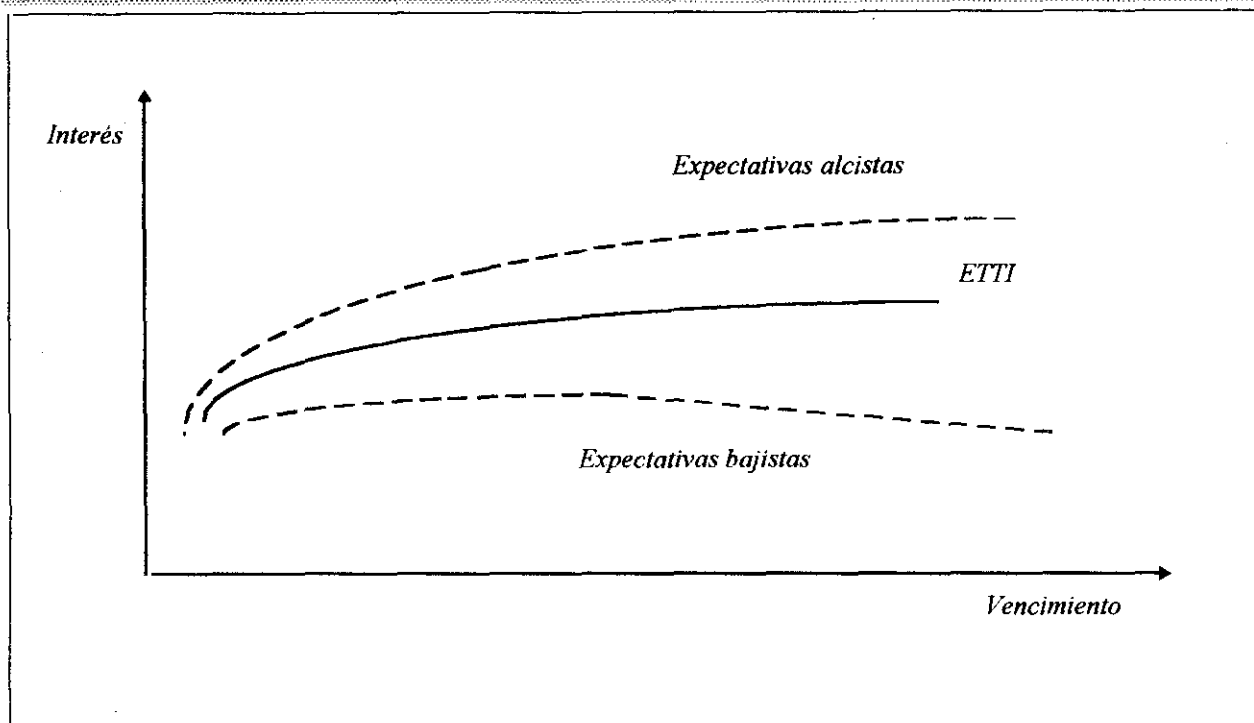 Interés
Expectativas alcistas
ETTI
Expectativas bajistas
Vencimiento